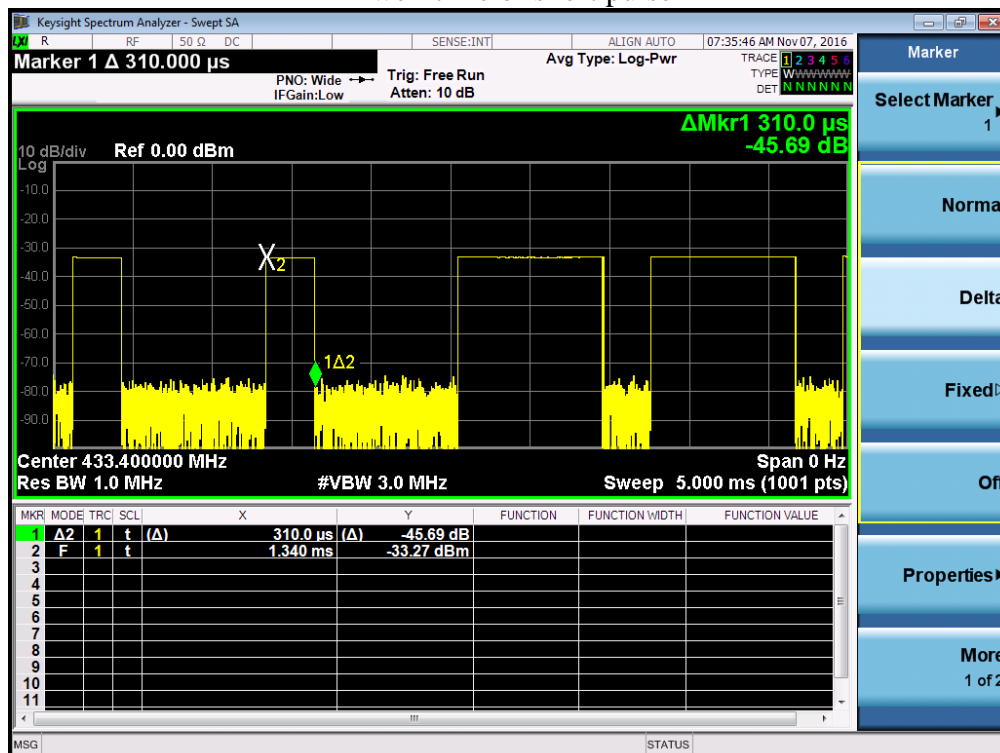 Keysight Spectrum Analyzer - Swept SA
LXI R RF 50 Ω DC SENSE:INT ALIGN AUTO 07:35:46 AM Nov 07, 2016
Marker 1 Δ 310.000 µs
PNO: Wide
IFGain:Low
Trig: Free Run
Atten: 10 dB
Avg Type: Log-Pwr
TRACE 1 2 3 4 5 6
TYPE WWWWWW
DET N N N N N N
ΔMkr1 310.0 µs
-45.69 dB
10 dB/div Ref 0.00 dBm
Log
-10.0
-20.0
-30.0
-40.0
-50.0
-60.0
-70.0
-80.0
-90.0
X2
1Δ2
Center 433.400000 MHz Span 0 Hz
Res BW 1.0 MHz #VBW 3.0 MHz Sweep 5.000 ms (1001 pts)
MKR MODE TRC SCL X Y FUNCTION FUNCTION WIDTH FUNCTION VALUE
1 Δ2 1 t (Δ) 310.0 µs (Δ) -45.69 dB
2 F 1 t 1.340 ms -33.27 dBm
3
4
5
6
7
8
9
10
11
MSG STATUS
Marker
Select Marker
1
Norma
Delta
Fixed
Off
Properties
More
1 of 2